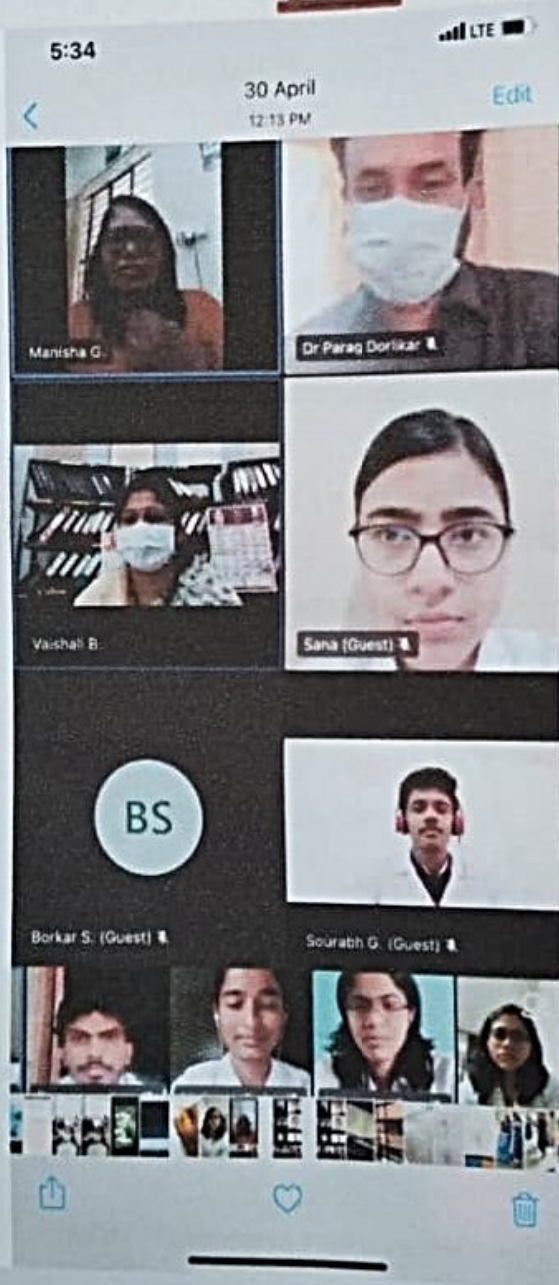 5:34
LTE
30 April
12:13 PM
Edit
Manisha G.
Dr Parag Dorlikar
Vaishali B.
Sana (Guest)
BS
Borkar S. (Guest)
Sourabh G. (Guest)